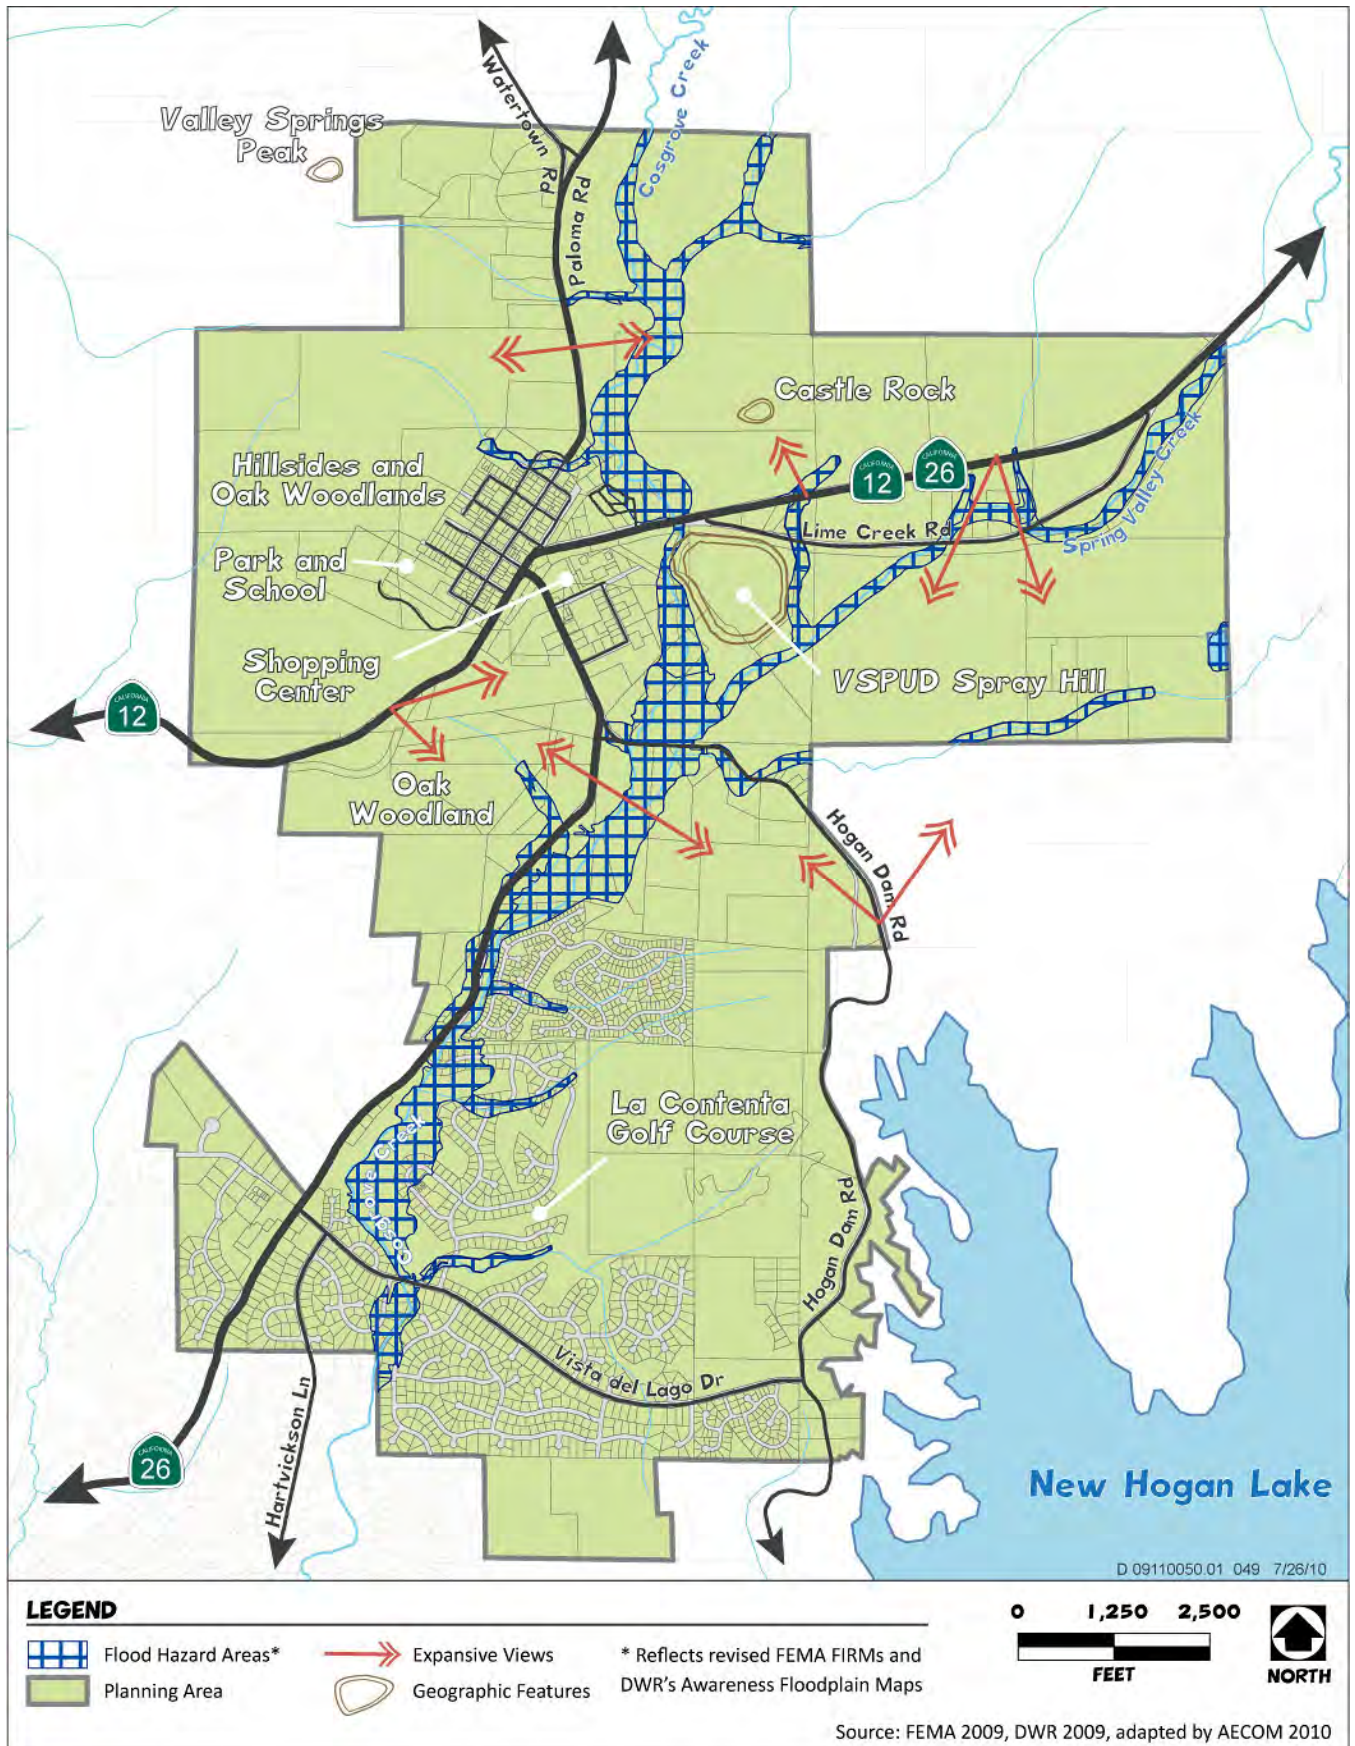 Watertown Rd
Cosgrove Creek
Valley Springs
Peak
Paloma Rd
Castle Rock
Hillsides and
Oak Woodlands
CALIFORNIA
12
CALIFORNIA
26
Lime Creek Rd
Spring Valley Creek
Park and
School
Shopping
Center
VSPUD Spray Hill
CALIFORNIA
12
Oak
Woodland
Hogan Dam Rd
La Contenta
Golf Course
Cosgrove Creek
Hogan Dam Rd
Vista del Lago Dr
Hartvickson Ln
CALIFORNIA
26
New Hogan Lake
D 09110050.01 049 7/26/10
LEGEND
Flood Hazard Areas*
Planning Area
Expansive Views
Geographic Features
* Reflects revised FEMA FIRMs and
DWR's Awareness Floodplain Maps
0 1,250 2,500
FEET
NORTH
Source: FEMA 2009, DWR 2009, adapted by AECOM 2010